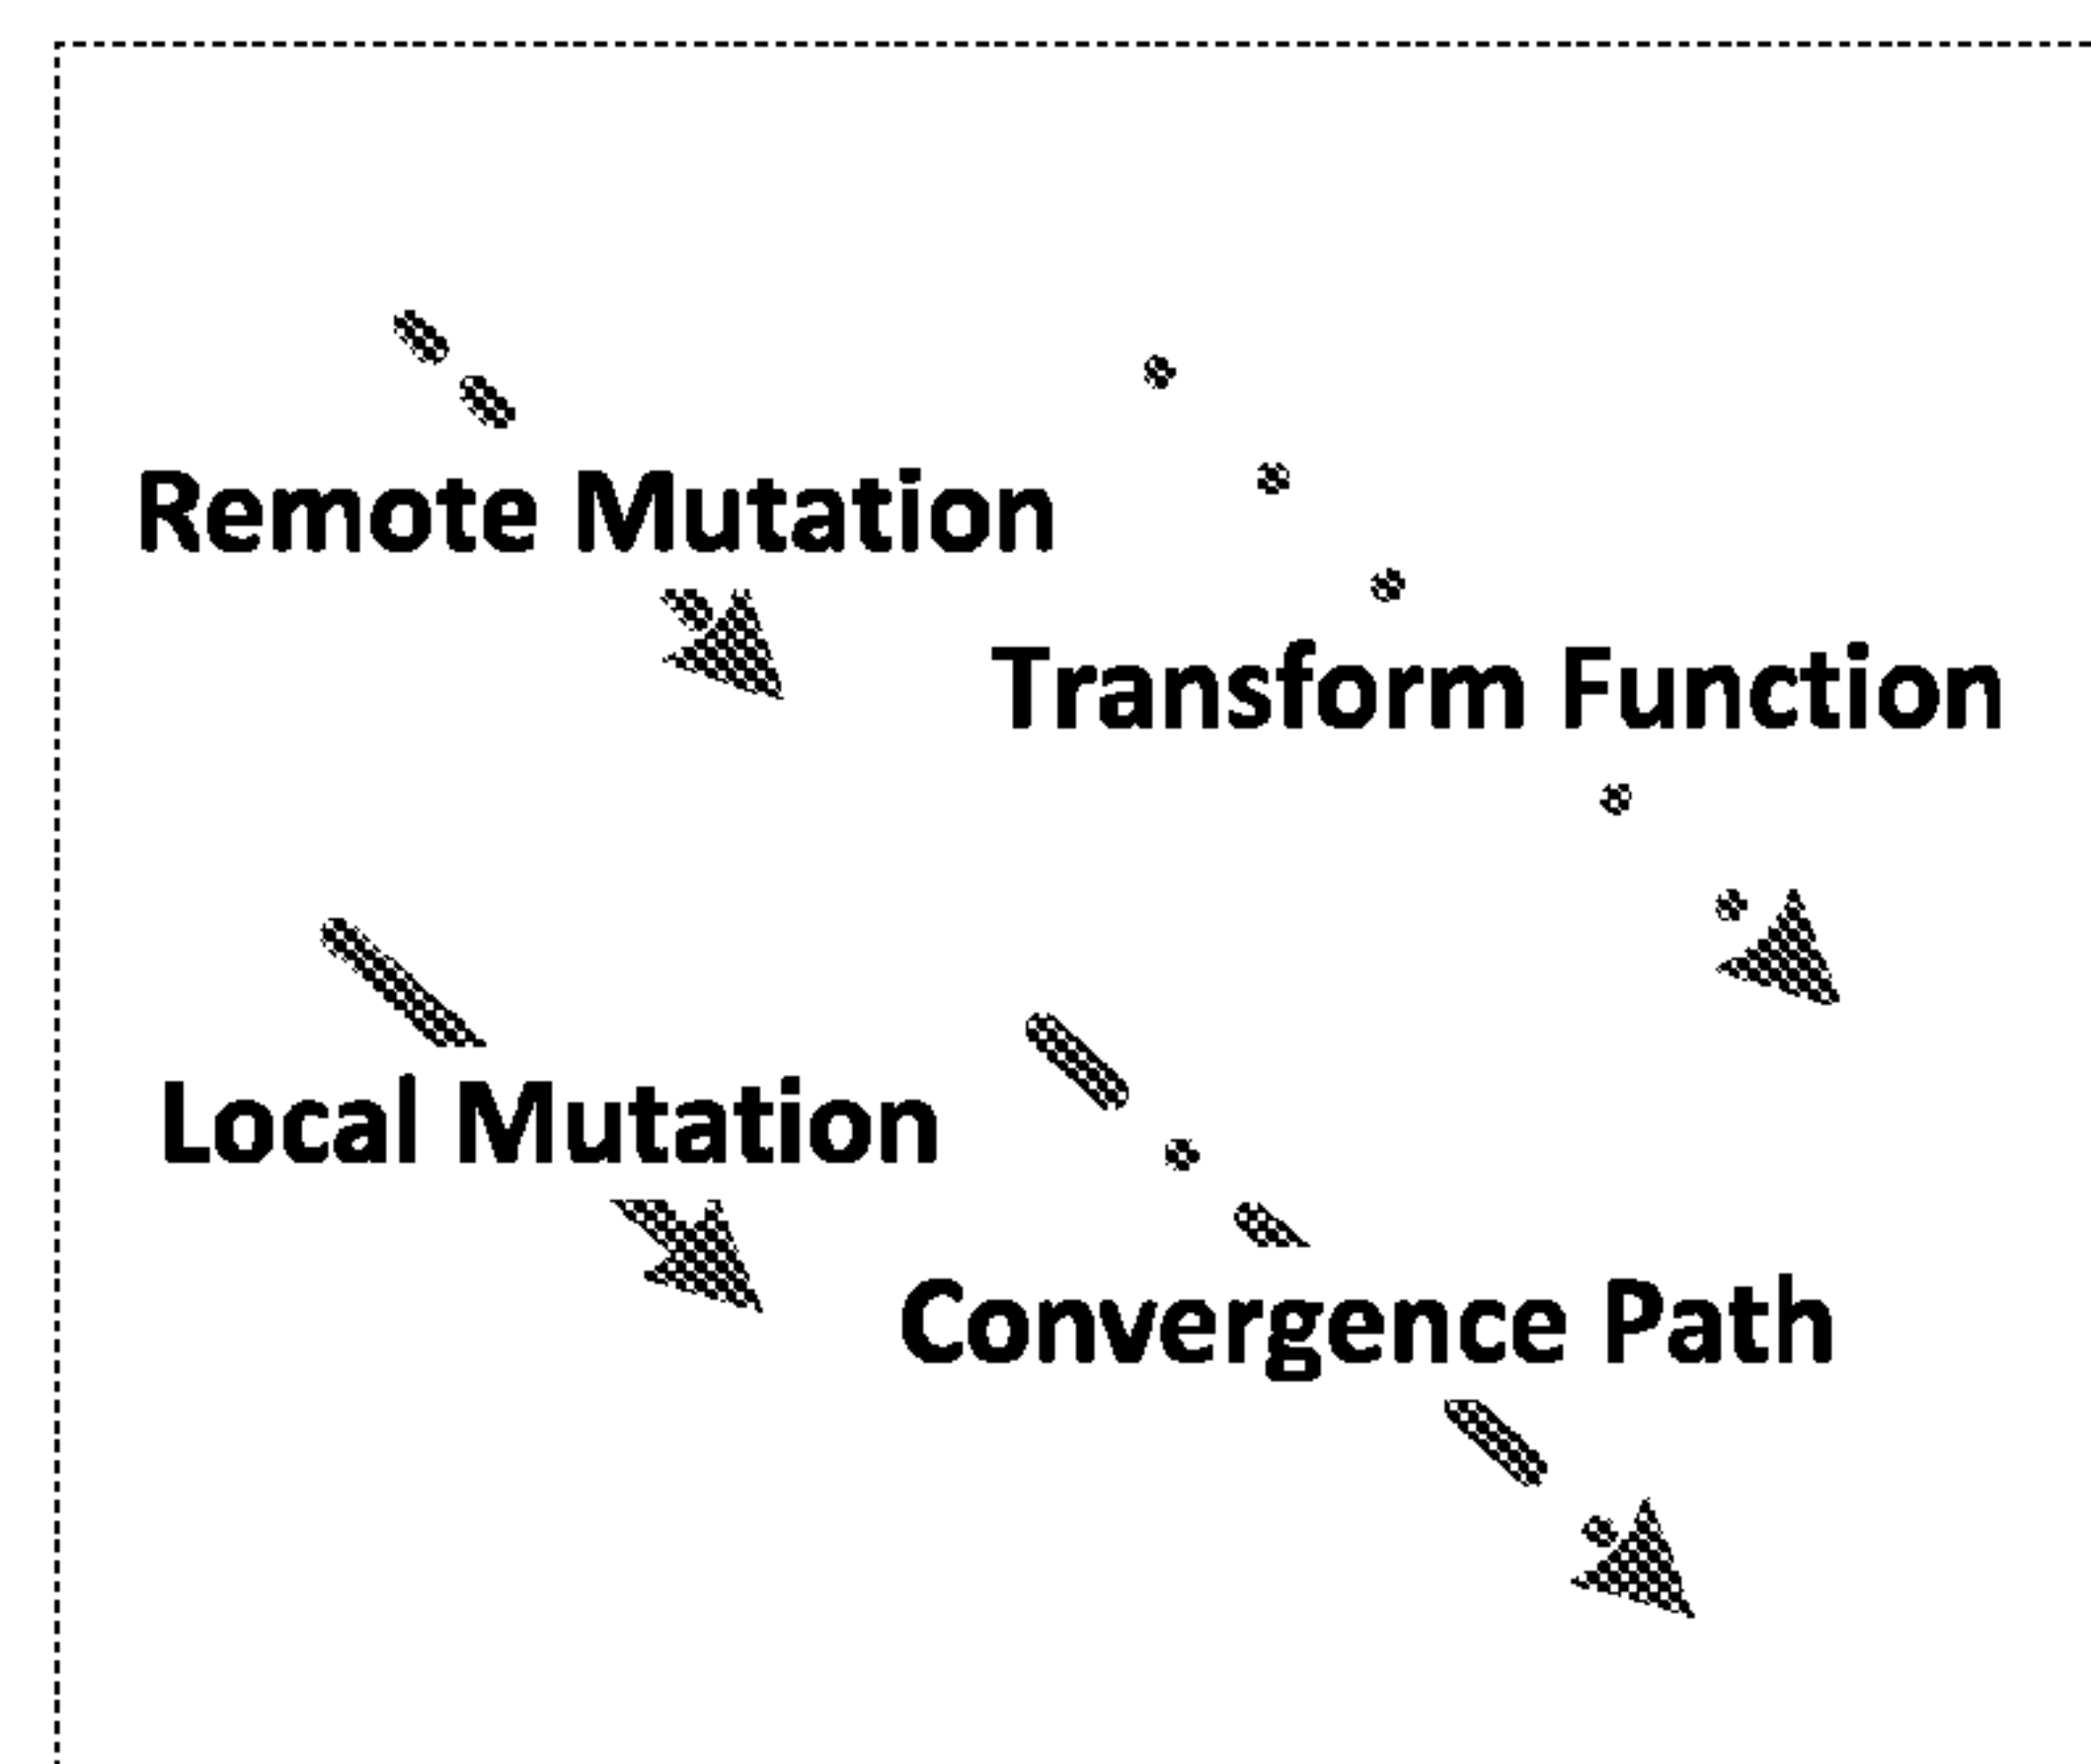 Remote Mutation
Transform Function
Local Mutation
Convergence Path